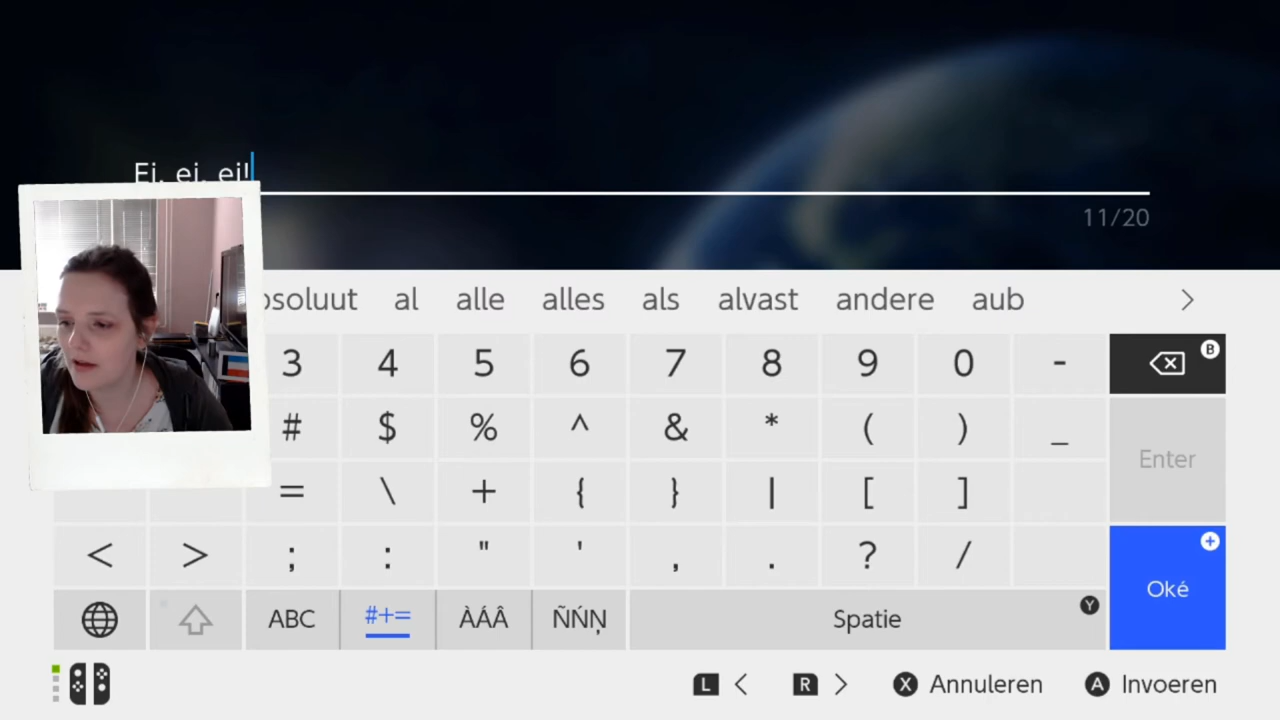 Ei, ei, ei!
11/20
bsoluut al alle alles als alvast andere aub >
3 4 5 6 7 8 9 0 - B
# $ % ^ & * ( ) _
Enter
= \ + { } | [ ]
< > ; : " ' , . ? / +
Oké
ABC #+= ÀÁÂ ÑŃŅ Spatie Y
L < R > X Annuleren A Invoeren